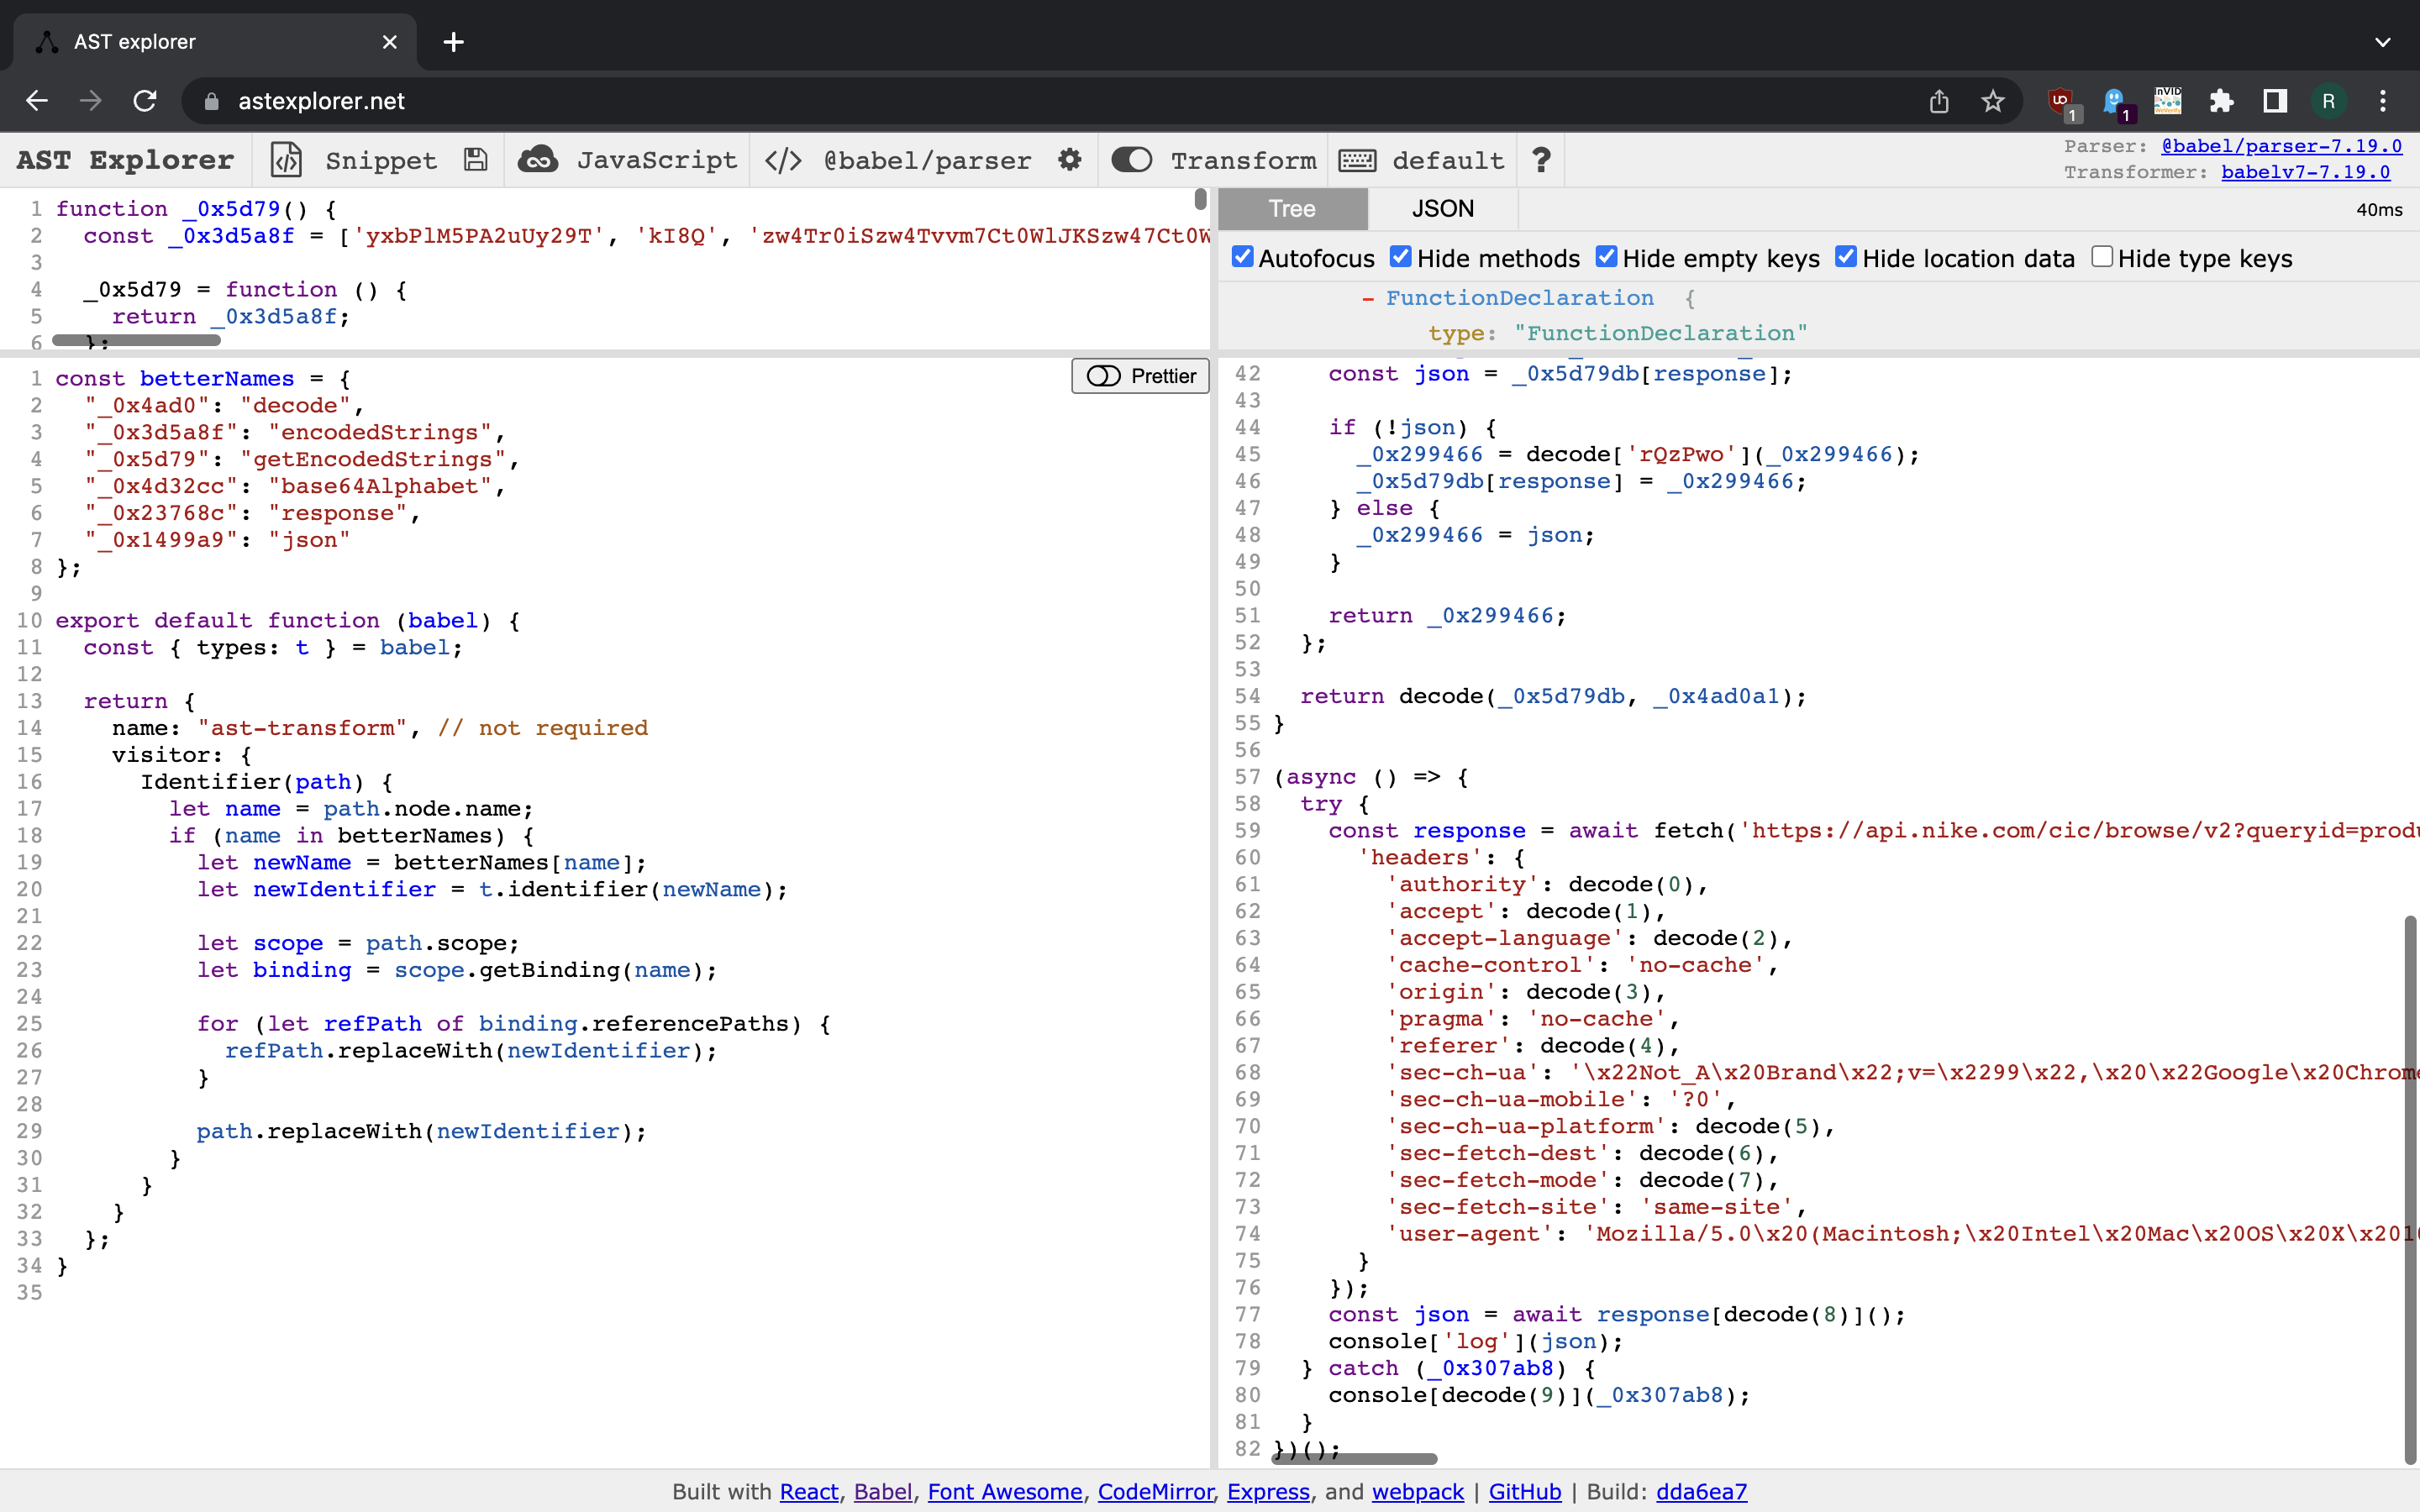 AST explorer
astexplorer.net
1
1
InVID
R
AST Explorer
Snippet
JavaScript
</> @babel/parser
Transform
default
?
Parser: @babel/parser-7.19.0
Transformer: babelv7-7.19.0
1 function _0x5d79() {
2   const _0x3d5a8f = ['yxbPlM5PA2uUy29T', 'kI8Q', 'zw4Tr0iSzw4Tvvm7Ct0WlJKSzw47Ct0W
3
4   _0x5d79 = function () {
5     return _0x3d5a8f;
6   };
Tree
JSON
40ms
Autofocus Hide methods Hide empty keys Hide location data Hide type keys
- FunctionDeclaration {
type: "FunctionDeclaration"
Prettier
1 const betterNames = {
2   "_0x4ad0": "decode",
3   "_0x3d5a8f": "encodedStrings",
4   "_0x5d79": "getEncodedStrings",
5   "_0x4d32cc": "base64Alphabet",
6   "_0x23768c": "response",
7   "_0x1499a9": "json"
8 };
9
10 export default function (babel) {
11   const { types: t } = babel;
12
13   return {
14     name: "ast-transform", // not required
15     visitor: {
16       Identifier(path) {
17         let name = path.node.name;
18         if (name in betterNames) {
19           let newName = betterNames[name];
20           let newIdentifier = t.identifier(newName);
21
22           let scope = path.scope;
23           let binding = scope.getBinding(name);
24
25           for (let refPath of binding.referencePaths) {
26             refPath.replaceWith(newIdentifier);
27           }
28
29           path.replaceWith(newIdentifier);
30         }
31       }
32     }
33   };
34 }
35
42     const json = _0x5d79db[response];
43
44     if (!json) {
45       _0x299466 = decode['rQzPwo'](_0x299466);
46       _0x5d79db[response] = _0x299466;
47     } else {
48       _0x299466 = json;
49     }
50
51     return _0x299466;
52   };
53
54   return decode(_0x5d79db, _0x4ad0a1);
55 }
56
57 (async () => {
58   try {
59     const response = await fetch('https://api.nike.com/cic/browse/v2?queryid=produ
60       'headers': {
61         'authority': decode(0),
62         'accept': decode(1),
63         'accept-language': decode(2),
64         'cache-control': 'no-cache',
65         'origin': decode(3),
66         'pragma': 'no-cache',
67         'referer': decode(4),
68         'sec-ch-ua': '\x22Not_A\x20Brand\x22;v=\x2299\x22,\x20\x22Google\x20Chrome
69         'sec-ch-ua-mobile': '?0',
70         'sec-ch-ua-platform': decode(5),
71         'sec-fetch-dest': decode(6),
72         'sec-fetch-mode': decode(7),
73         'sec-fetch-site': 'same-site',
74         'user-agent': 'Mozilla/5.0\x20(Macintosh;\x20Intel\x20Mac\x20OS\x20X\x2010
75       }
76     });
77     const json = await response[decode(8)]();
78     console['log'](json);
79   } catch (_0x307ab8) {
80     console[decode(9)](_0x307ab8);
81   }
82 })();
Built with React, Babel, Font Awesome, CodeMirror, Express, and webpack | GitHub | Build: dda6ea7